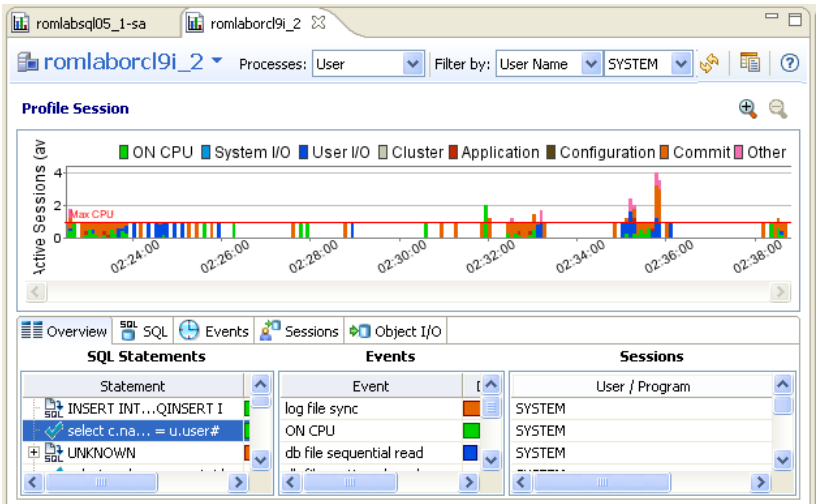 romlabsql05_1-sa romlaborcl9i_2
romlaborcl9i_2 Processes: User Filter by: User Name SYSTEM
Profile Session
ON CPU System I/O User I/O Cluster Application Configuration Commit Other
Active Sessions (av
4
2
0
Max CPU
02:24:00 02:26:00 02:28:00 02:30:00 02:32:00 02:34:00 02:36:00 02:38:00
Overview SQL SQL Events Sessions Object I/O
SQL Statements Events Sessions
Statement Event User / Program
SQL INSERT INT...QINSERT I log file sync SYSTEM
select c.na... = u.user# ON CPU SYSTEM
SQL UNKNOWN db file sequential read SYSTEM